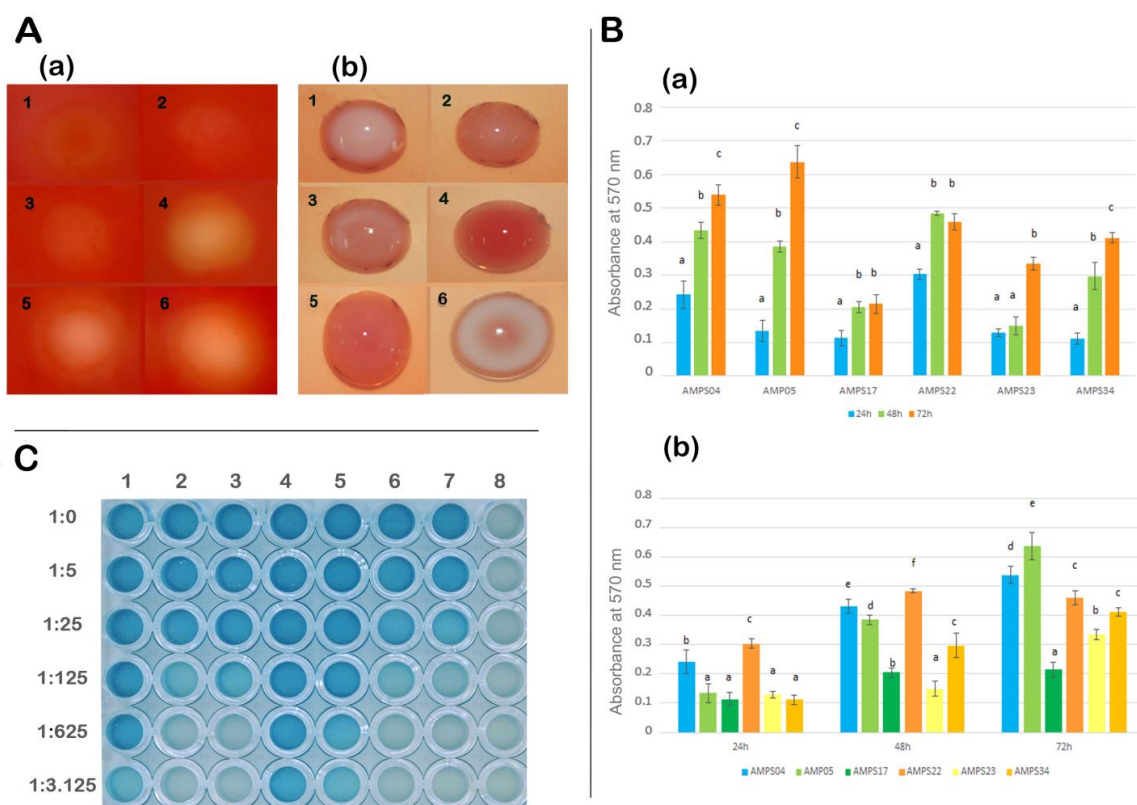 A
(a)
(b)
1 2
3 4
5 6
1 2
3 4
5 6
B
(a)
Absorbance at 570 nm
0.8
0.7
0.6
0.5
0.4
0.3
0.2
0.1
0
a b c
a b c
a b b
a b b
a a b
a b c
AMPS04 AMP05 AMPS17 AMPS22 AMPS23 AMPS34
24h 48h 72h
(b)
Absorbance at 570 nm
0.8
0.7
0.6
0.5
0.4
0.3
0.2
0.1
0
b a a c a a
e d b f a c
d e a c b c
24h 48h 72h
AMPS04 AMP05 AMPS17 AMPS22 AMPS23 AMPS34
C
1 2 3 4 5 6 7 8
1:0
1:5
1:25
1:125
1:625
1:3.125